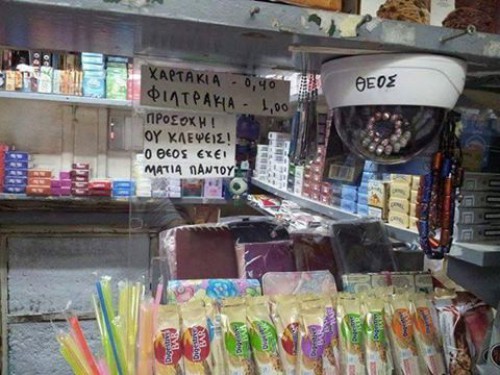 ΧΑΡΤΑΚΙΑ - 0,40
ΦΙΛΤΡΑΚΙΑ - 1,00
ΠΡΟΣΟΧΗ!
ΟΥ ΚΛΕΨΕΙΣ!
Ο ΘΕΟΣ ΕΧΕΙ
ΜΑΤΙΑ ΠΑΝΤΟΥ
ΘΕΟΣ